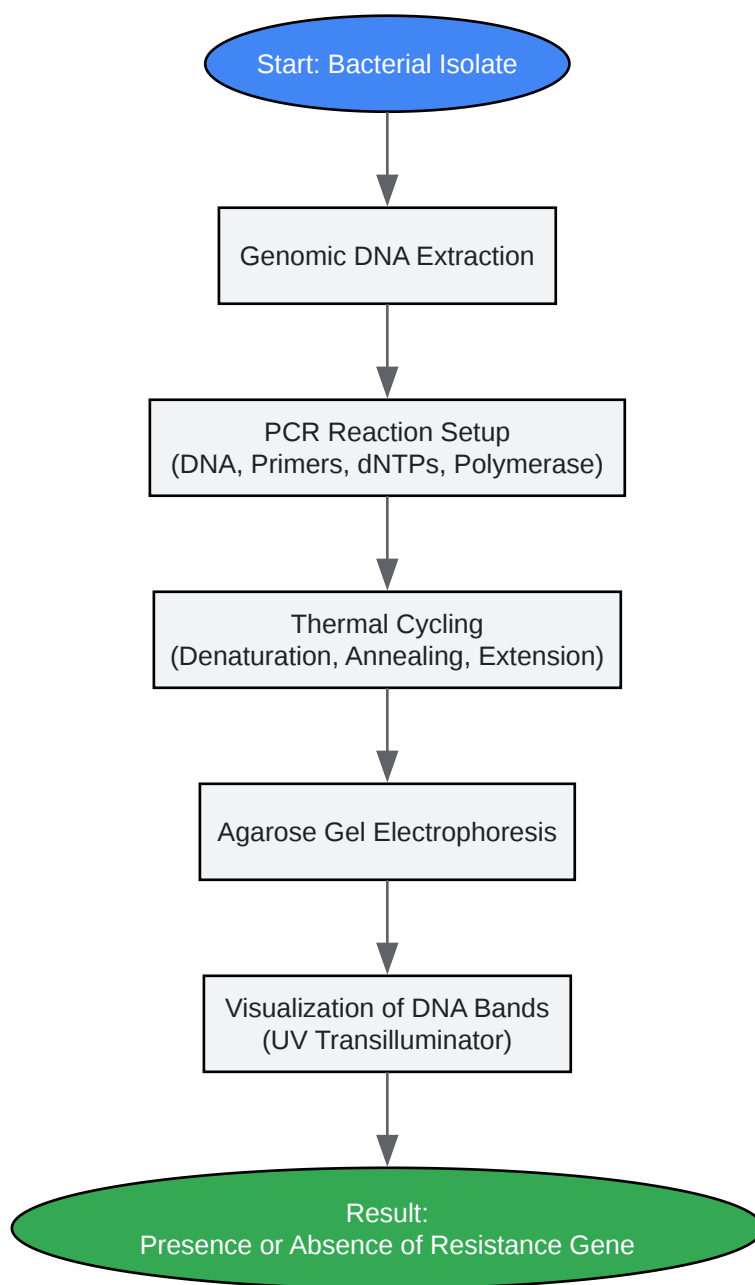 Start: Bacterial Isolate
Genomic DNA Extraction
PCR Reaction Setup
(DNA, Primers, dNTPs, Polymerase)
Thermal Cycling
(Denaturation, Annealing, Extension)
Agarose Gel Electrophoresis
Visualization of DNA Bands
(UV Transilluminator)
Result:
Presence or Absence of Resistance Gene